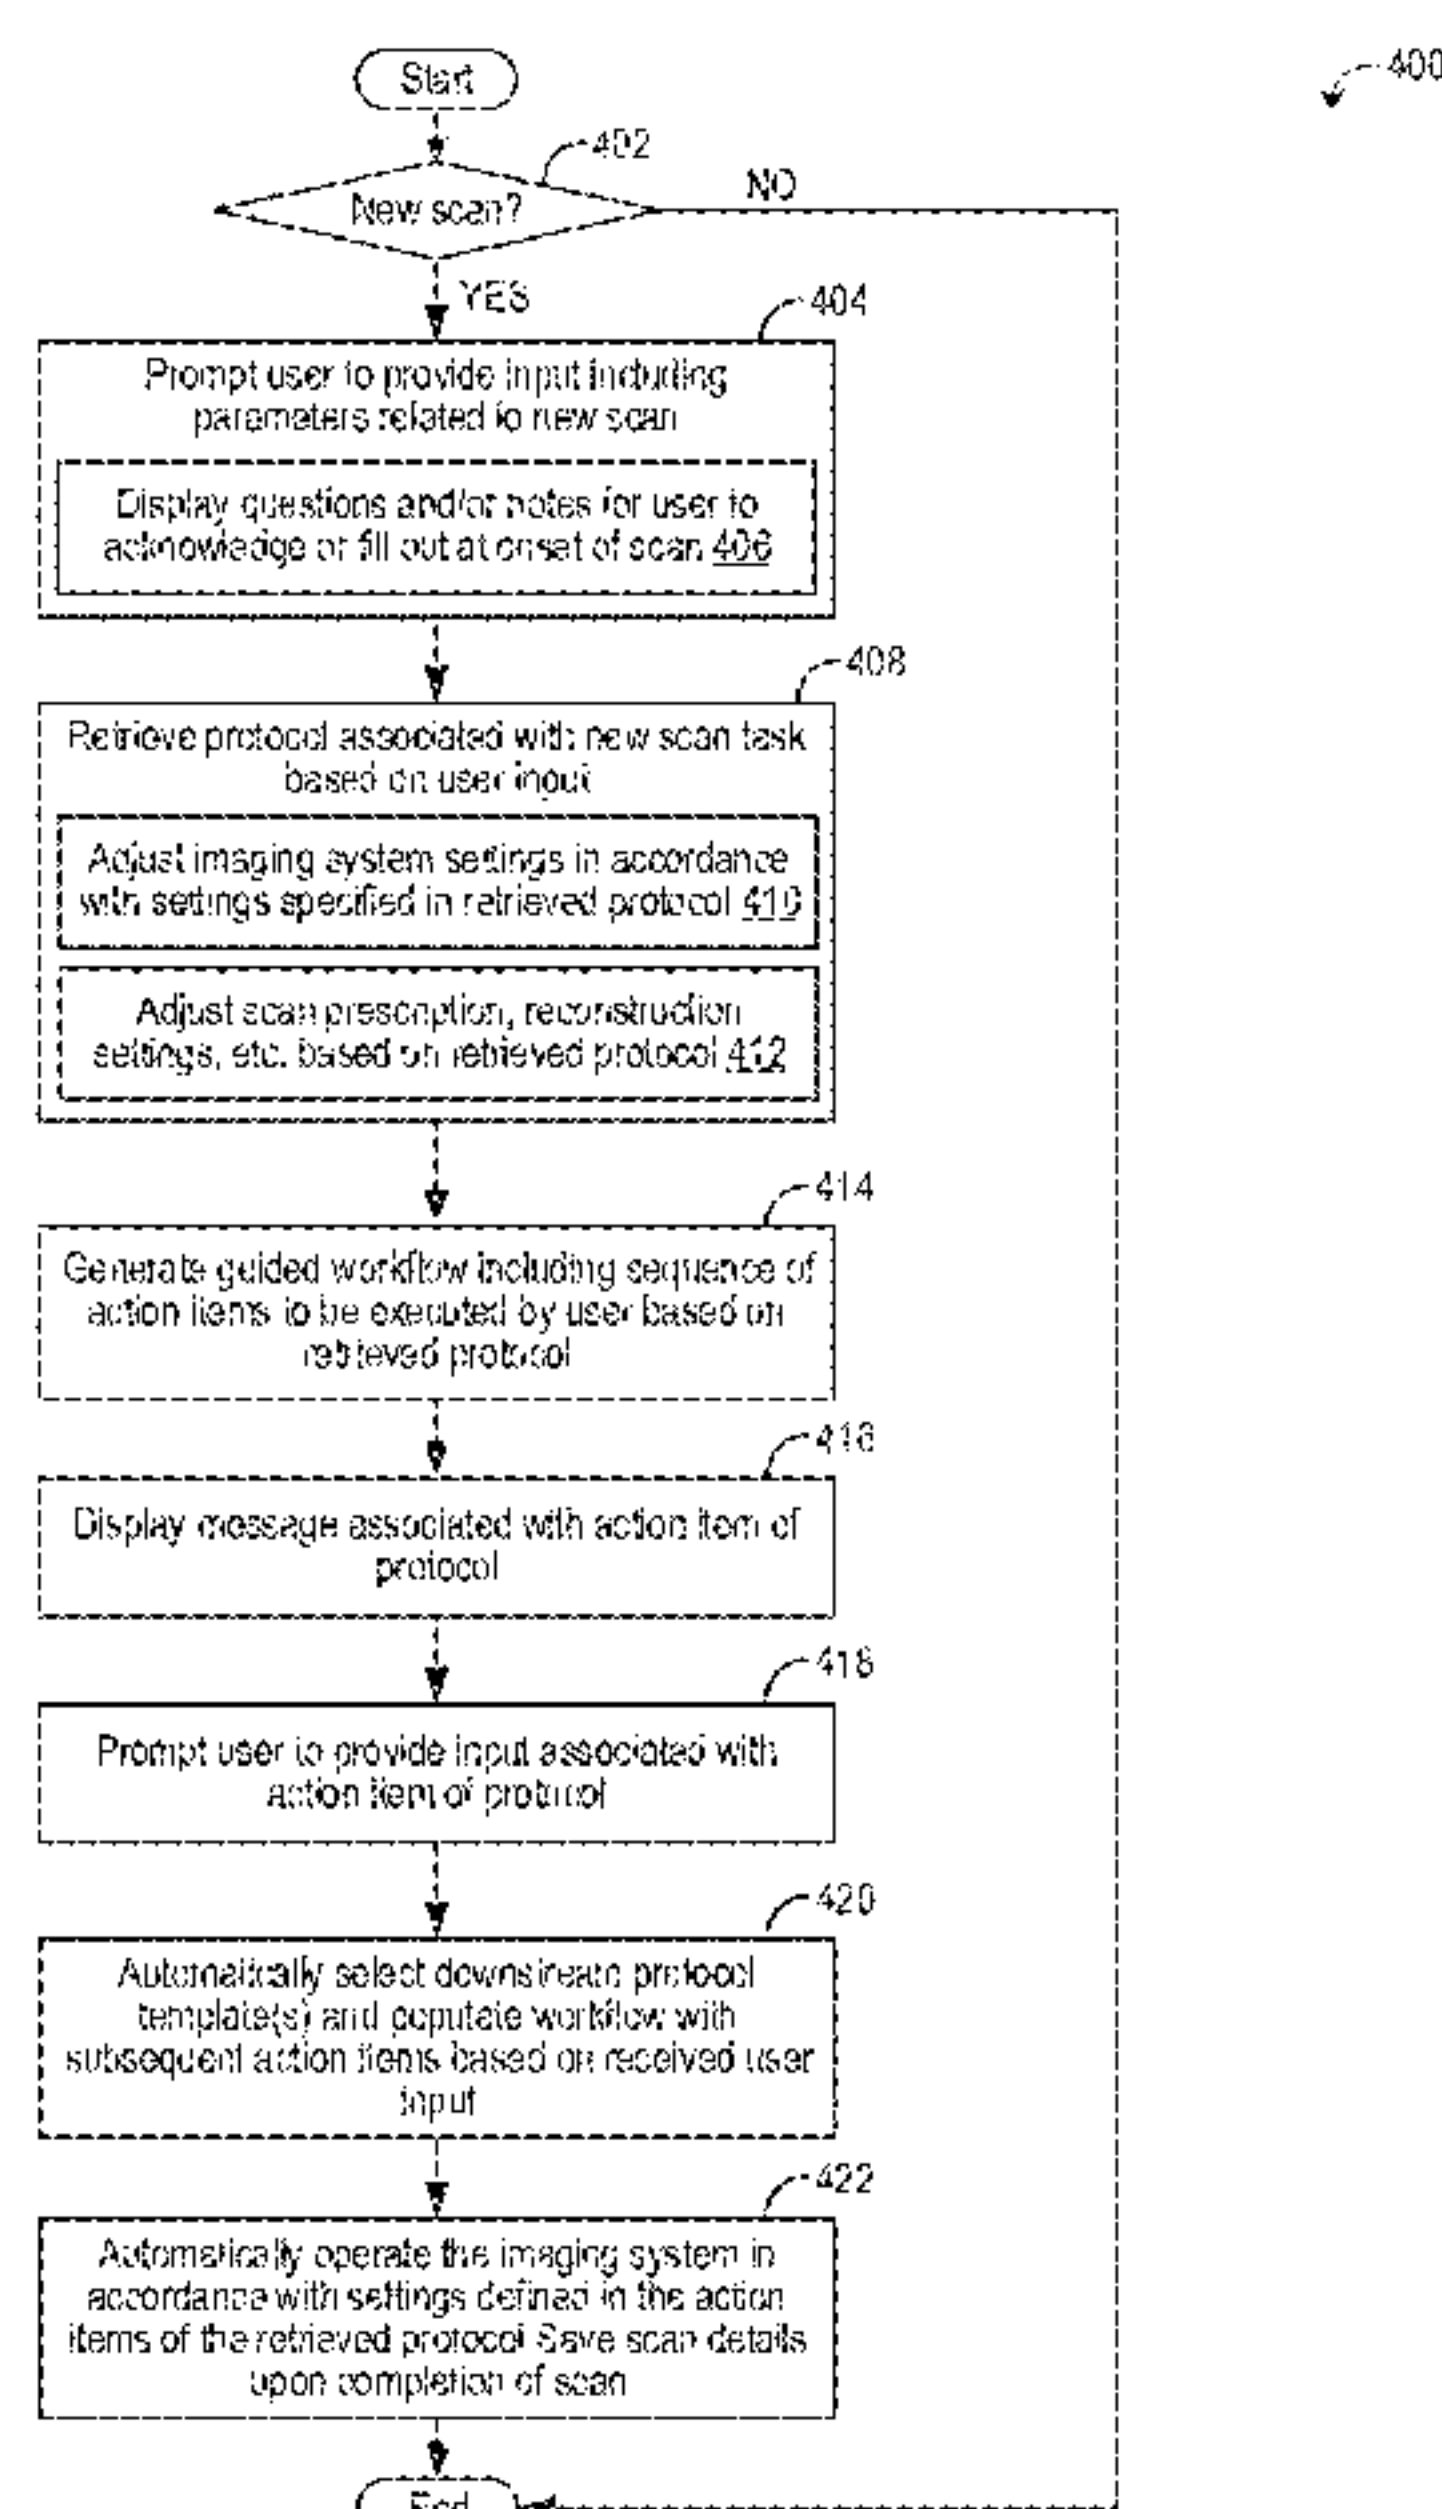 Start
400
402
New scan?
NO
YES
404
Prompt user to provide input including
parameters related to new scan
Display questions and/or notes for user to
acknowledge or fill out at onset of scan 406
408
Retrieve protocol associated with new scan task
based on user input
Adjust imaging system settings in accordance
with settings specified in retrieved protocol 410
Adjust scan prescription, reconstruction
settings, etc. based on retrieved protocol 412
414
Generate guided workflow including sequence of
action items to be executed by user based on
retrieved protocol
416
Display message associated with action item of
protocol
418
Prompt user to provide input associated with
action item of protocol
420
Automatically select downstream protocol
template(s) and populate workflow with
subsequent action items based on received user
input
422
Automatically operate the imaging system in
accordance with settings defined in the action
items of the retrieved protocol Save scan details
upon completion of scan
End